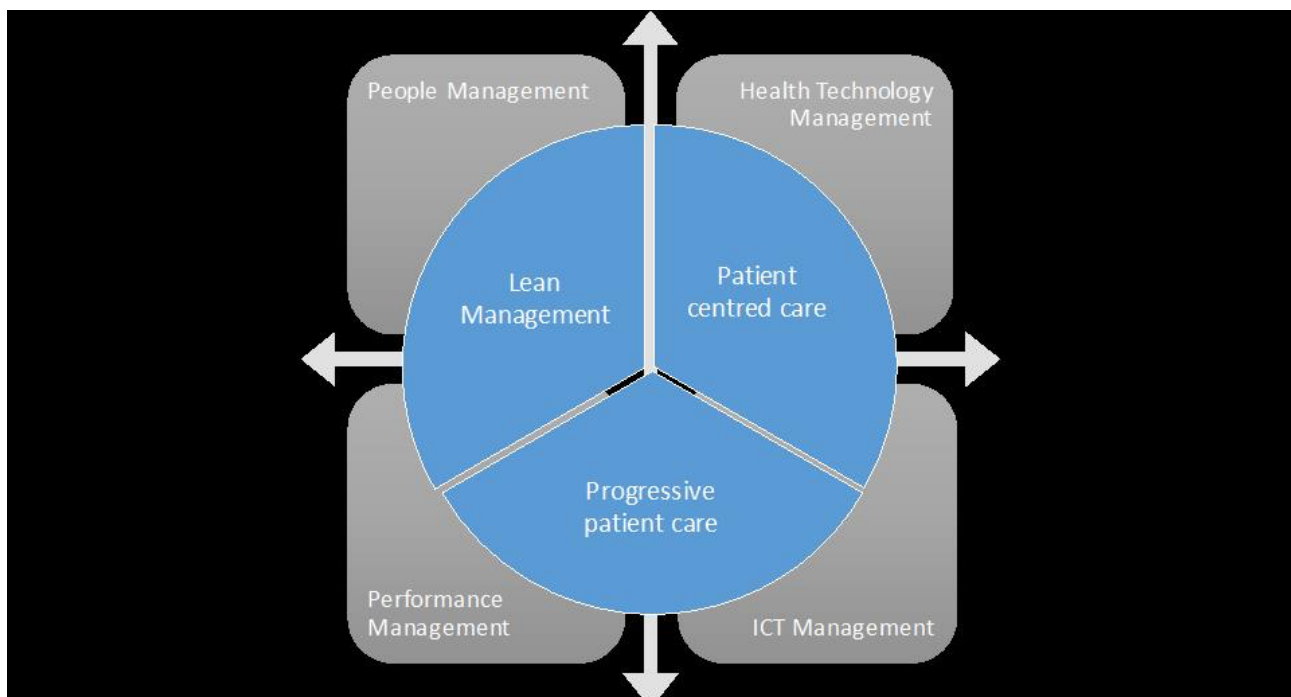 People Management
Health Technology
Management
Lean
Management
Patient
centred care
Progressive
patient care
Performance
Management
ICT Management